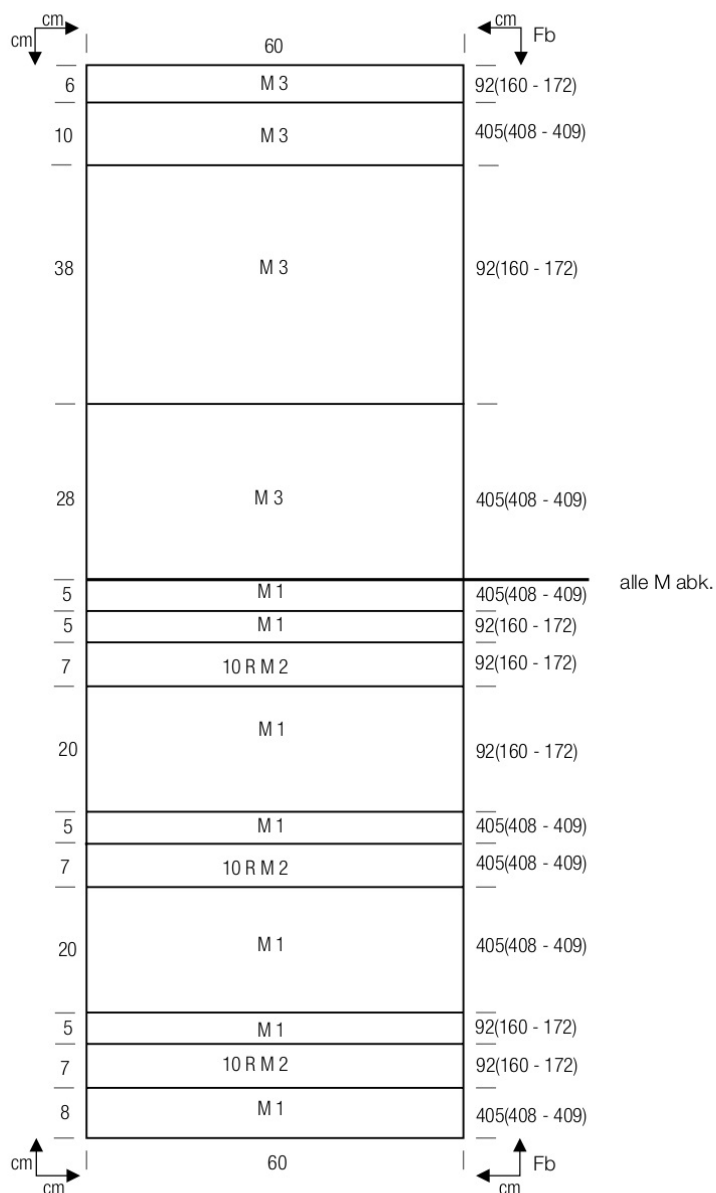 cm cm
cm 60 Fb
6 M 3 92(160 - 172)
10 M 3 405(408 - 409)
38 M 3 92(160 - 172)
28 M 3 405(408 - 409)
alle M abk.
5 M 1 405(408 - 409)
5 M 1 92(160 - 172)
7 10 R M 2 92(160 - 172)
20 M 1 92(160 - 172)
5 M 1 405(408 - 409)
7 10 R M 2 405(408 - 409)
20 M 1 405(408 - 409)
5 M 1 92(160 - 172)
7 10 R M 2 92(160 - 172)
8 M 1 405(408 - 409)
cm 60 Fb
cm cm